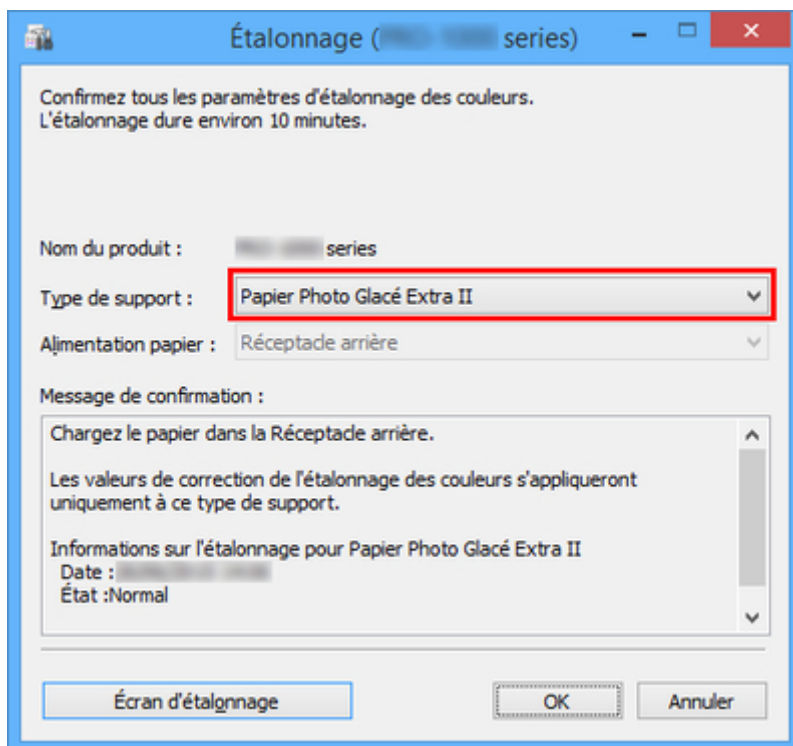 Étalonnage ( series)
Confirmez tous les paramètres d'étalonnage des couleurs.
L'étalonnage dure environ 10 minutes.
Nom du produit : series
Type de support : Papier Photo Glacé Extra II
Alimentation papier : Réceptacle arrière
Message de confirmation :
Chargez le papier dans la Réceptacle arrière.
Les valeurs de correction de l'étalonnage des couleurs s'appliqueront
uniquement à ce type de support.
Informations sur l'étalonnage pour Papier Photo Glacé Extra II
Date :
État :Normal
Écran d'étalonnage OK Annuler